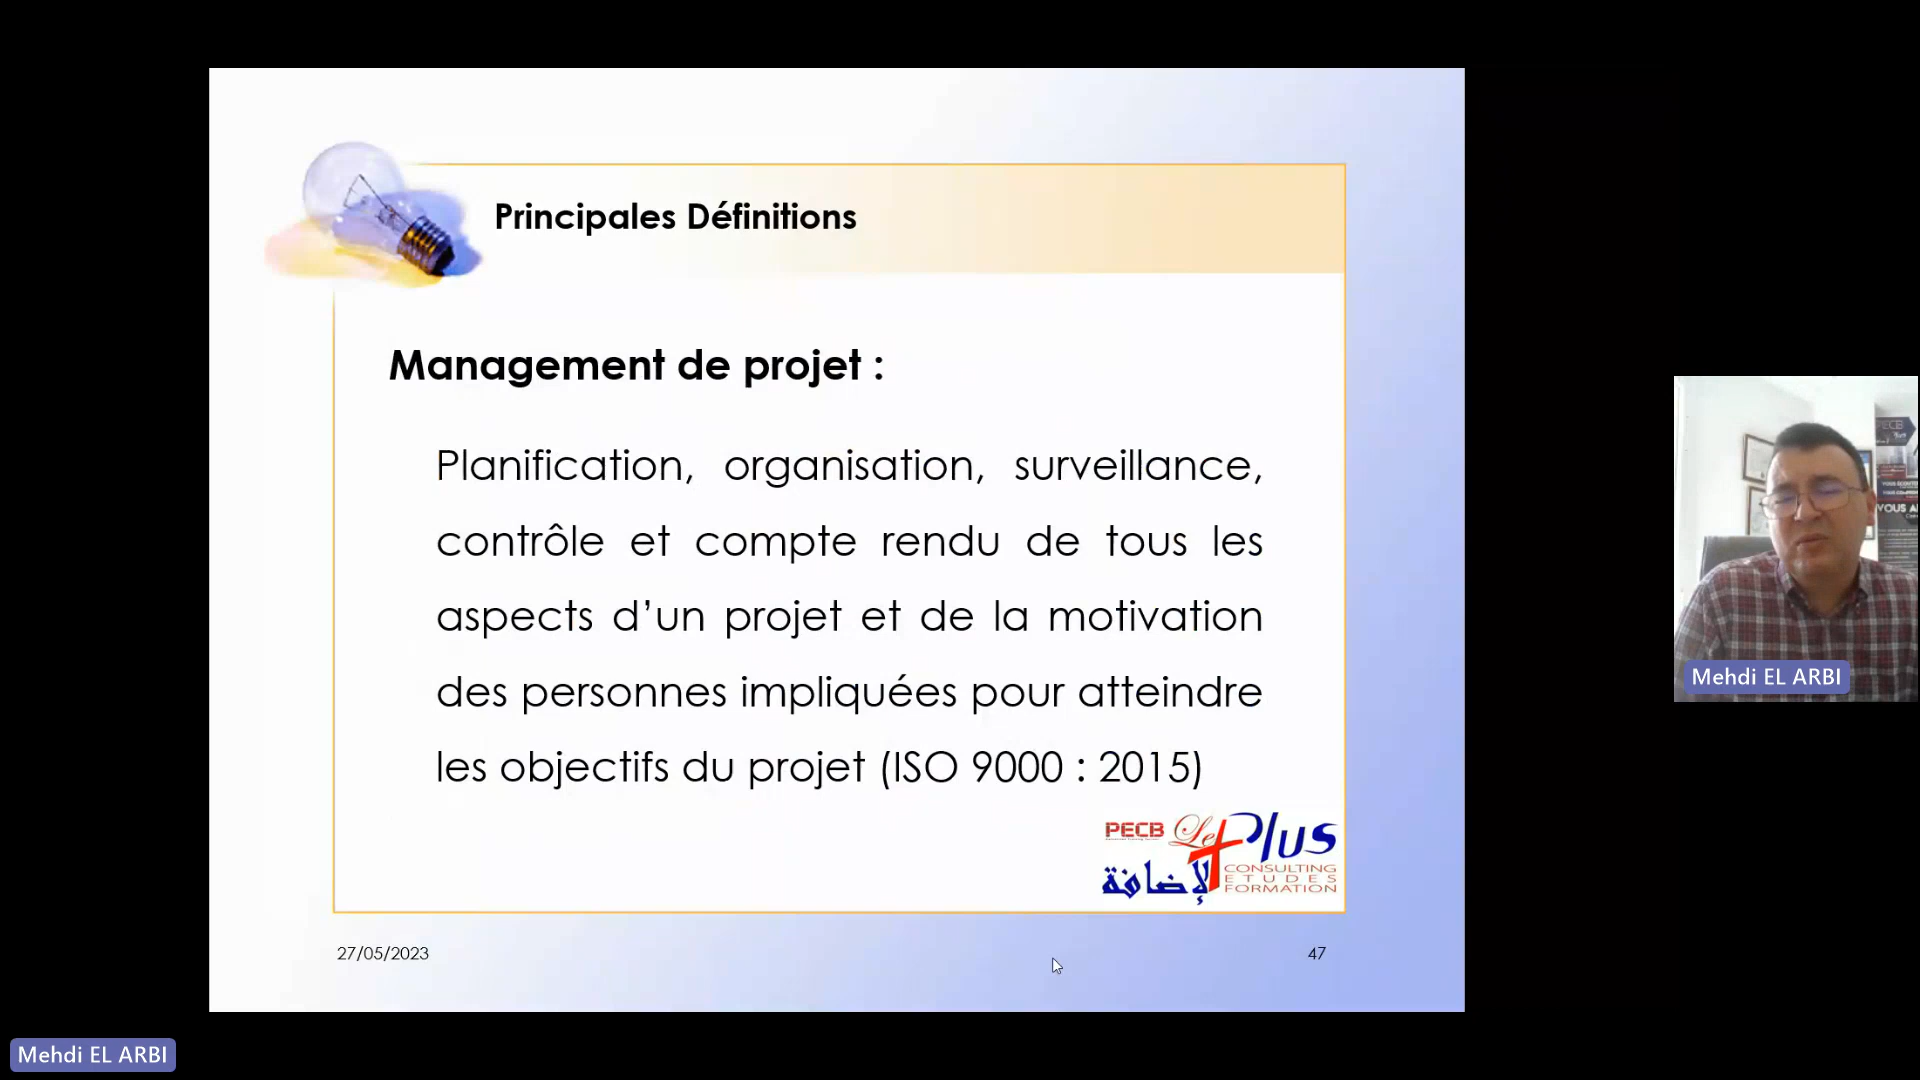 Principales Définitions
Management de projet :
Planification, organisation, surveillance,
contrôle et compte rendu de tous les
aspects d’un projet et de la motivation
des personnes impliquées pour atteindre
les objectifs du projet (ISO 9000 : 2015)
PECB
Le Plus
CONSULTING
ETUDES
FORMATION
الإضافة
27/05/2023
47
PECB
VOUS A
Mehdi EL ARBI
Mehdi EL ARBI